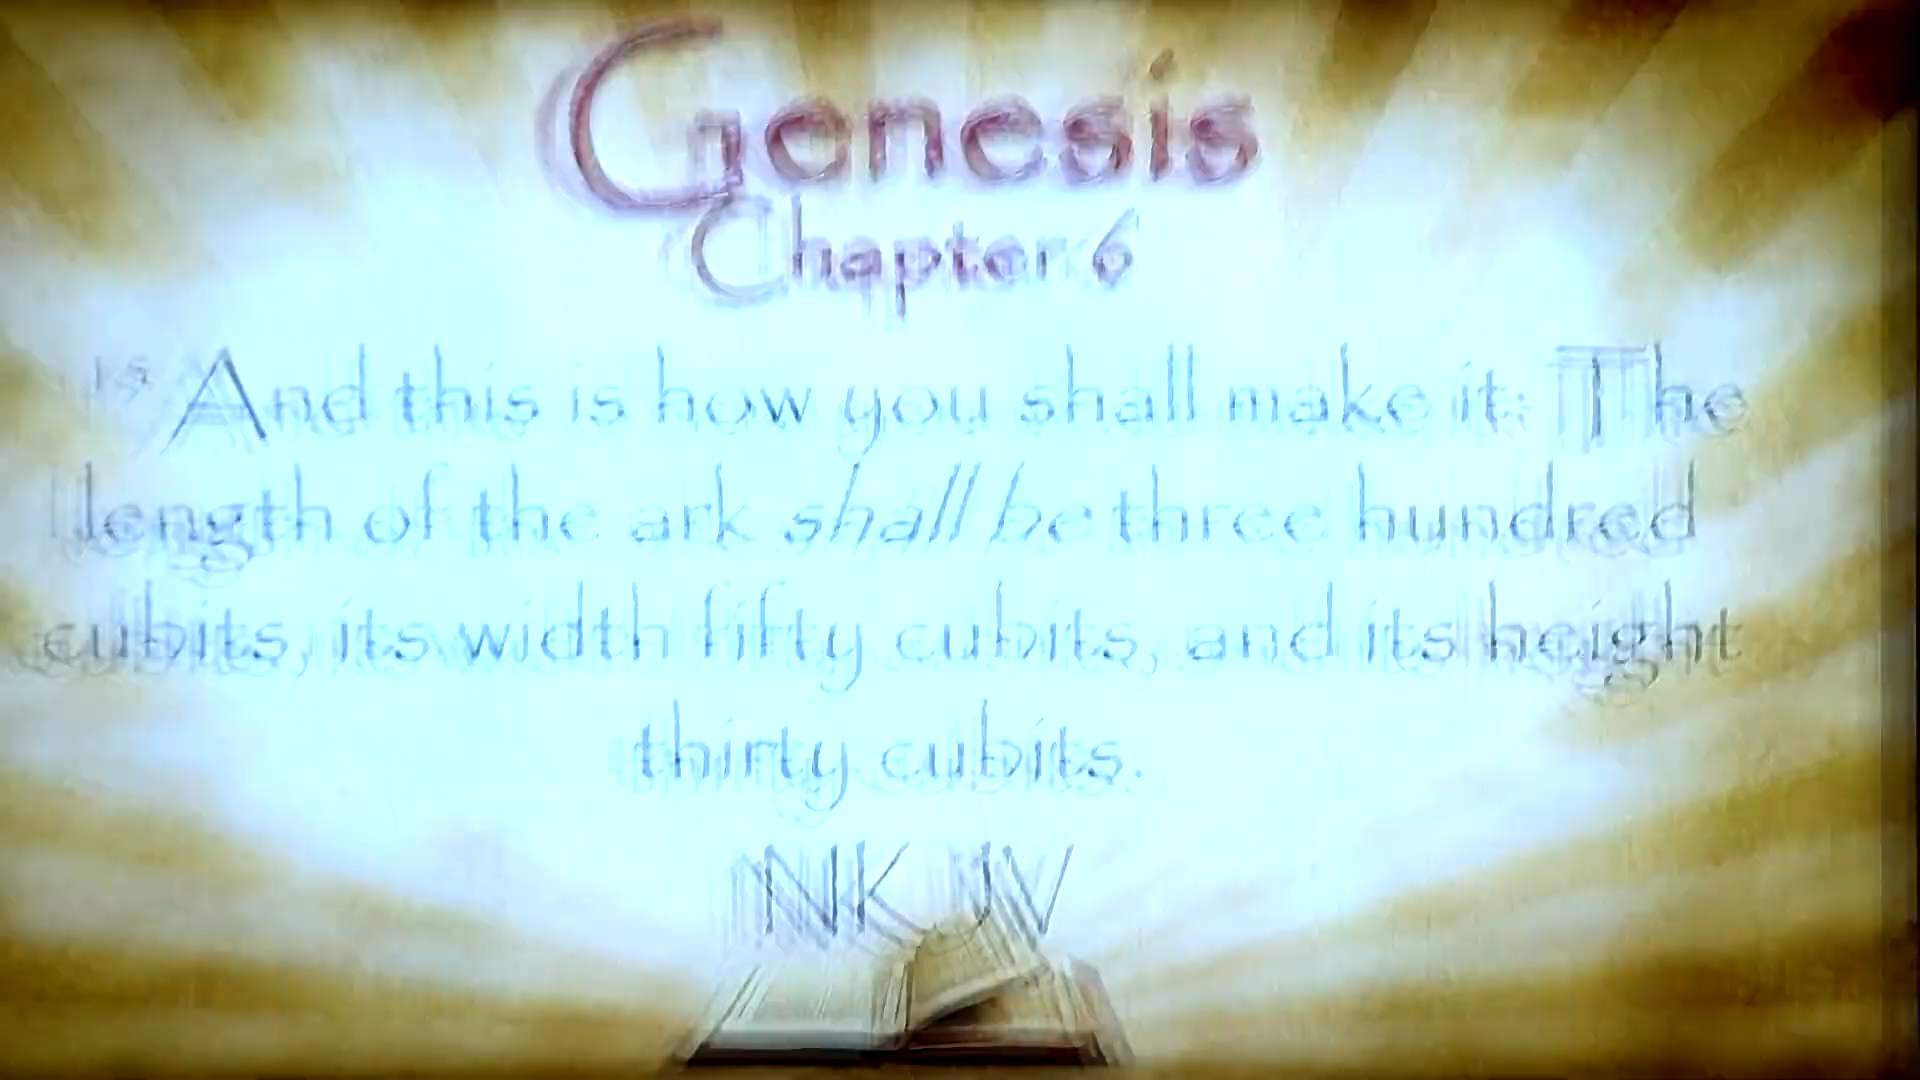 Genesis
Chapter 6
15 And this is how you shall make it: The
length of the ark shall be three hundred
cubits, its width fifty cubits, and its height
thirty cubits.
NKJV